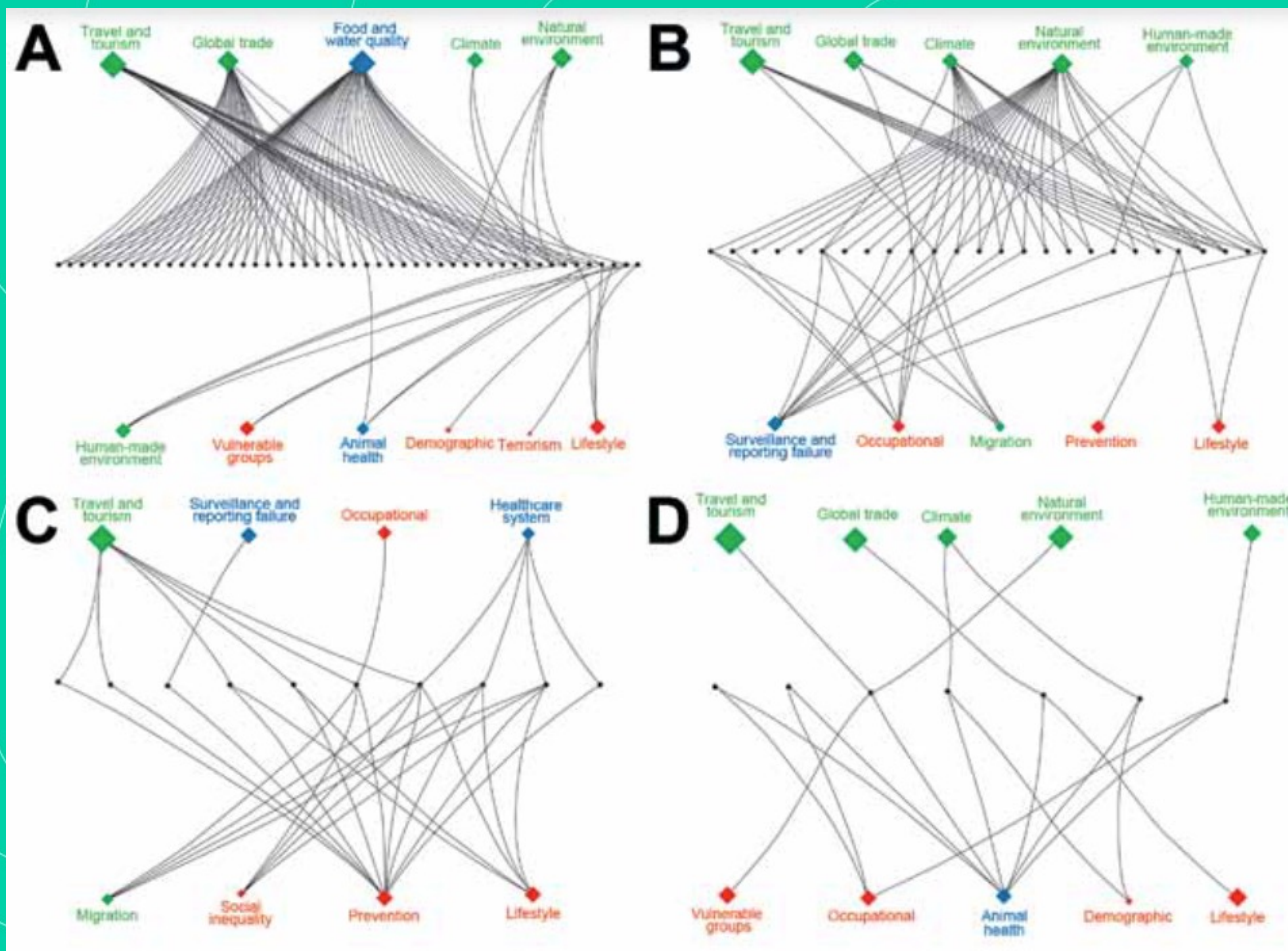 A
Travel and
tourism
Global trade
Food and
water quality
Climate
Natural
environment
Human-made
environment
Vulnerable
groups
Animal
health
Demographic
Terrorism
Lifestyle
B
Travel and
tourism
Global trade
Climate
Natural
environment
Human-made
environment
Surveillance and
reporting failure
Occupational
Migration
Prevention
Lifestyle
C
Travel and
tourism
Surveillance and
reporting failure
Occupational
Healthcare
system
Migration
Social
inequality
Prevention
Lifestyle
D
Travel and
tourism
Global trade
Climate
Natural
environment
Human-made
environment
Vulnerable
groups
Occupational
Animal
health
Demographic
Lifestyle